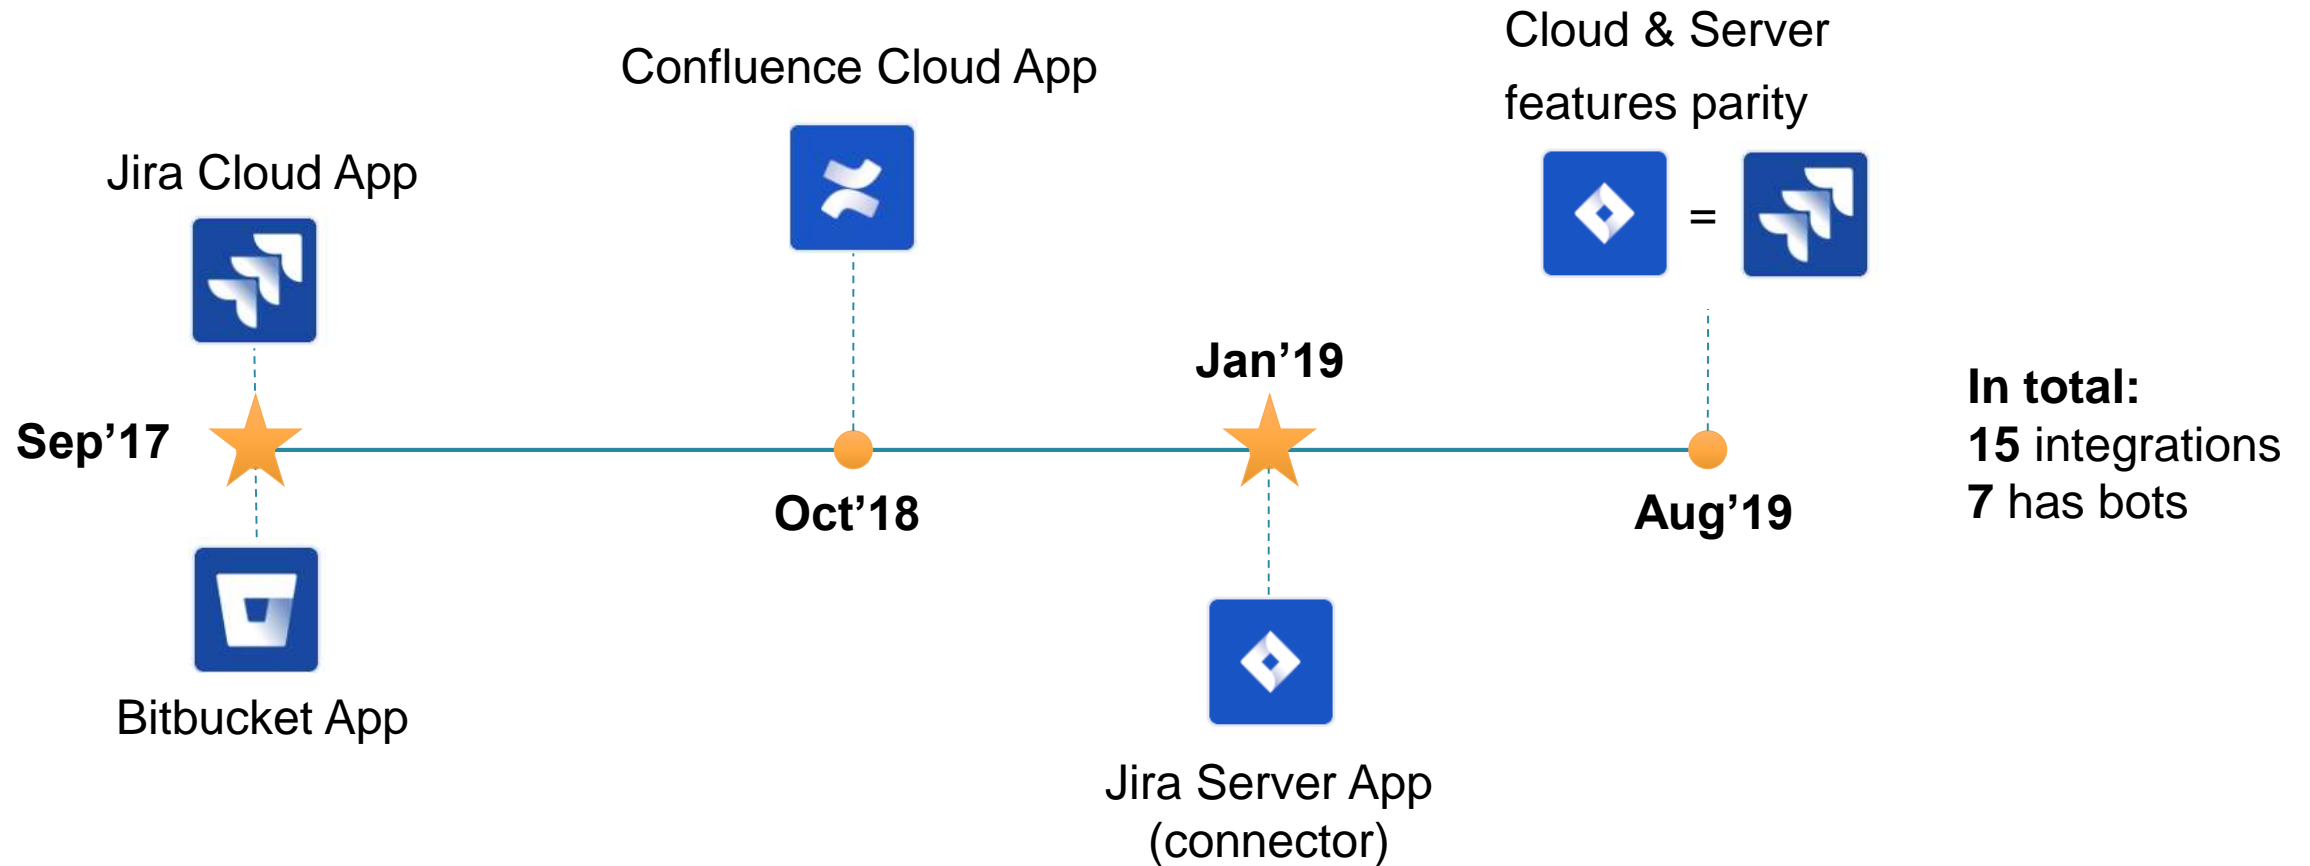 Cloud & Server
features parity
Confluence Cloud App
Jira Cloud App
=
Jan’19
Sep’17
Oct’18
Aug’19
In total:
15 integrations
7 has bots
Bitbucket App
Jira Server App
(connector)